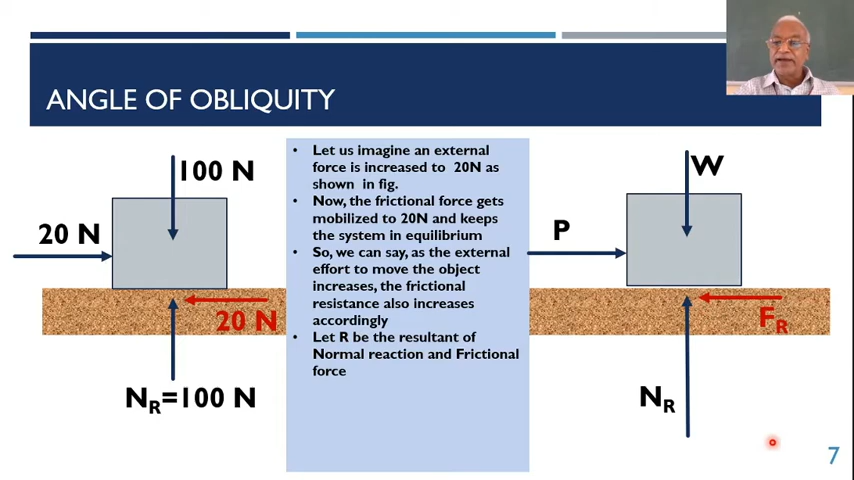 ANGLE OF OBLIQUITY
100 N
20 N
20 N
N_R=100 N
• Let us imagine an external
force is increased to 20N as
shown in fig.
• Now, the frictional force gets
mobilized to 20N and keeps
the system in equilibrium
• So, we can say, as the external
effort to move the object
increases, the frictional
resistance also increases
accordingly
• Let R be the resultant of
Normal reaction and Frictional
force
W
P
F_R
N_R
7